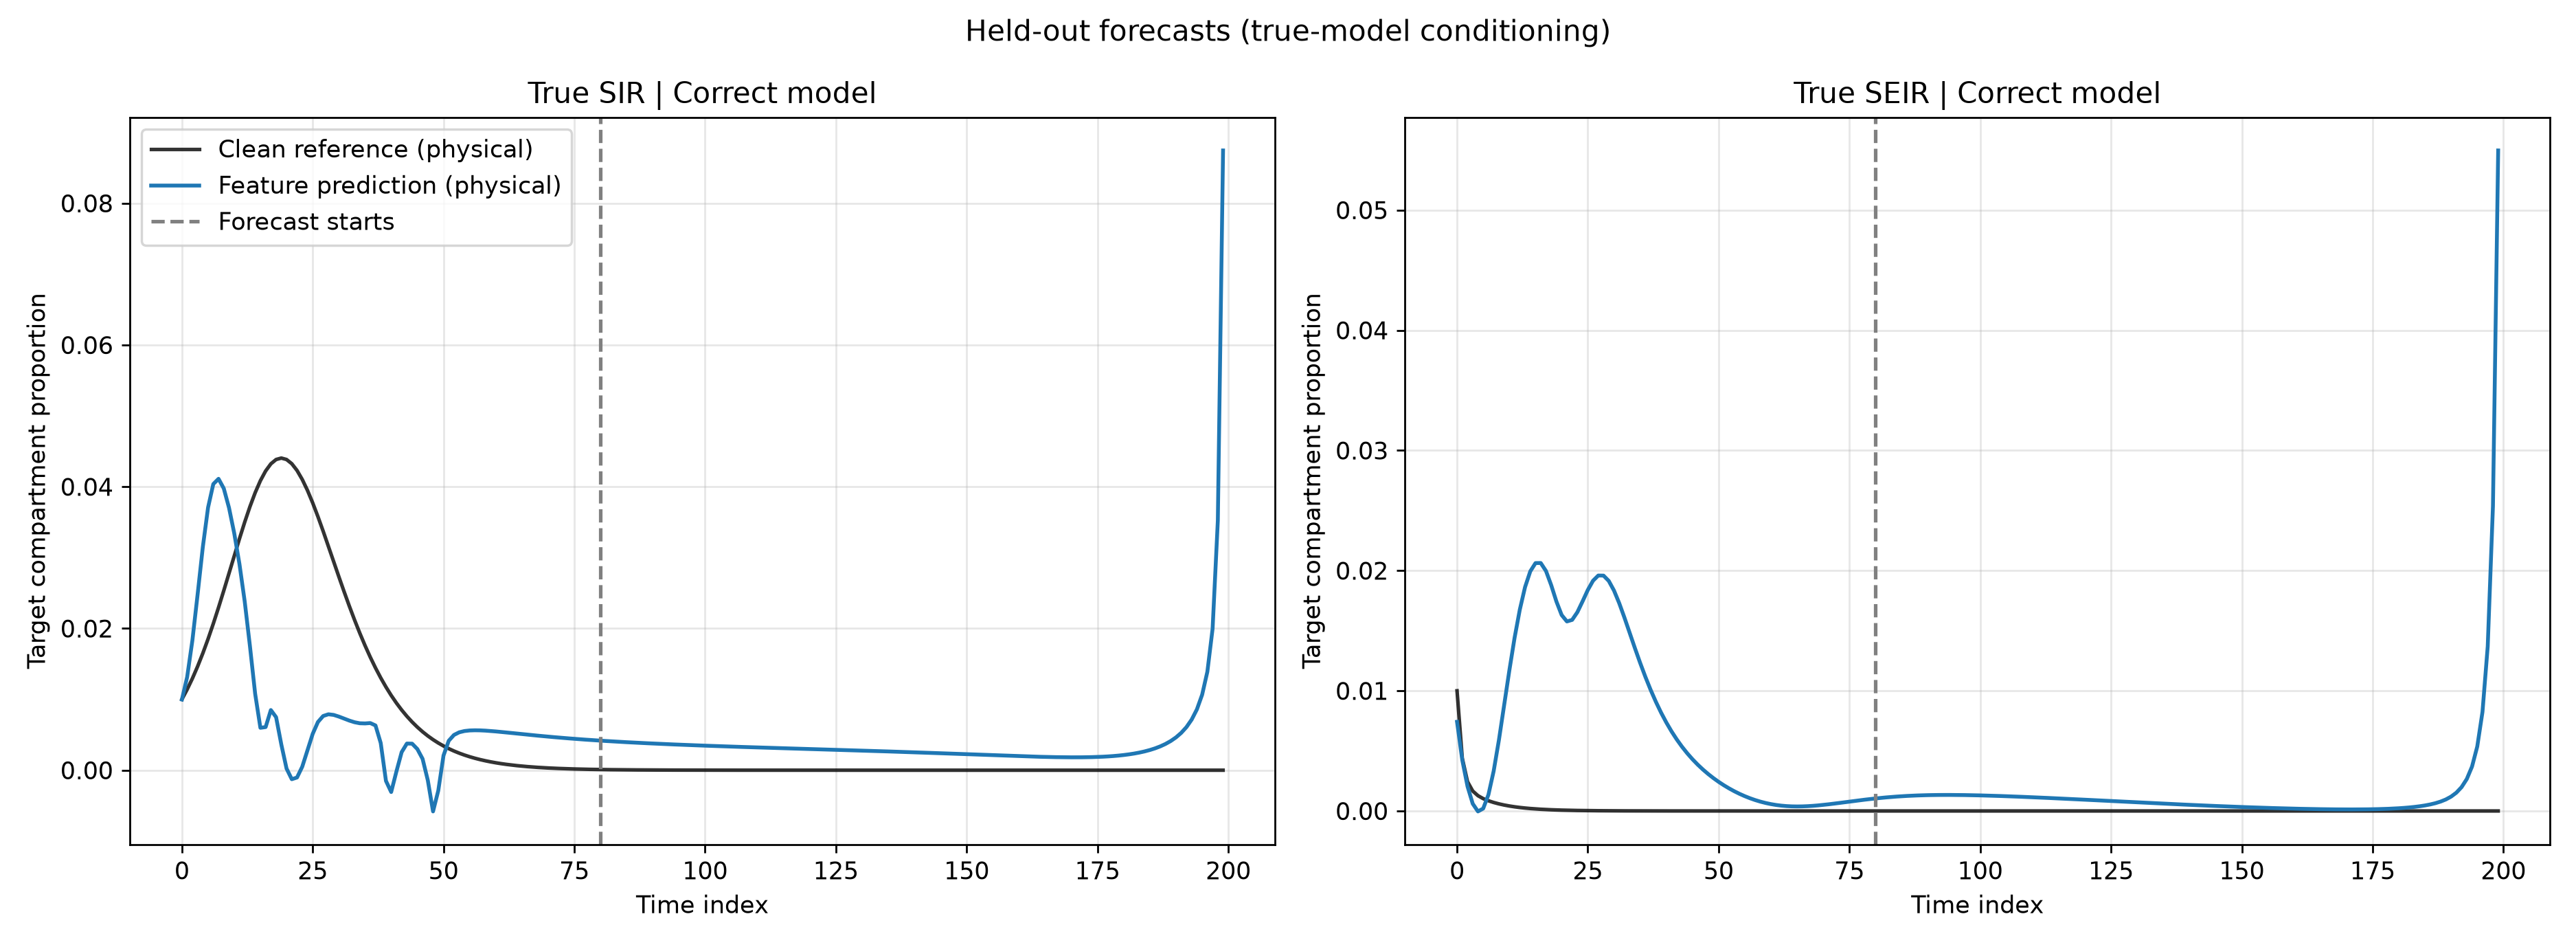 Held-out forecasts (true-model conditioning)
True SIR | Correct model
Clean reference (physical)
Feature prediction (physical)
Forecast starts
Target compartment proportion
0.08
0.06
0.04
0.02
0.00
0 25 50 75 100 125 150 175 200
Time index
True SEIR | Correct model
Target compartment proportion
0.05
0.04
0.03
0.02
0.01
0.00
0 25 50 75 100 125 150 175 200
Time index